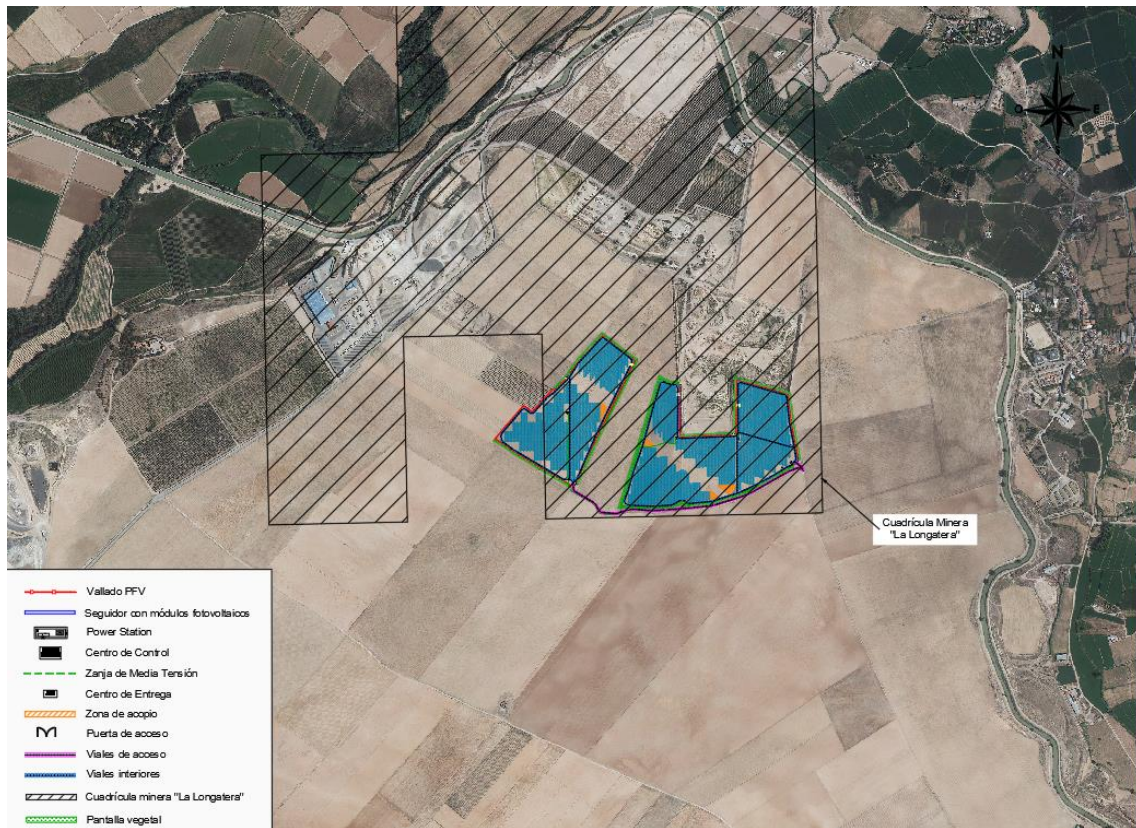 N
O
E
Cuadrícula Minera
"La Longatera"
Vallado PFV
Seguidor con módulos fotovoltaicos
Power Station
Centro de Control
Zanja de Media Tensión
Centro de Entrega
Zona de acopio
Puerta de acceso
Viales de acceso
Viales interiores
Cuadrícula minera "La Longatera"
Pantalla vegetal